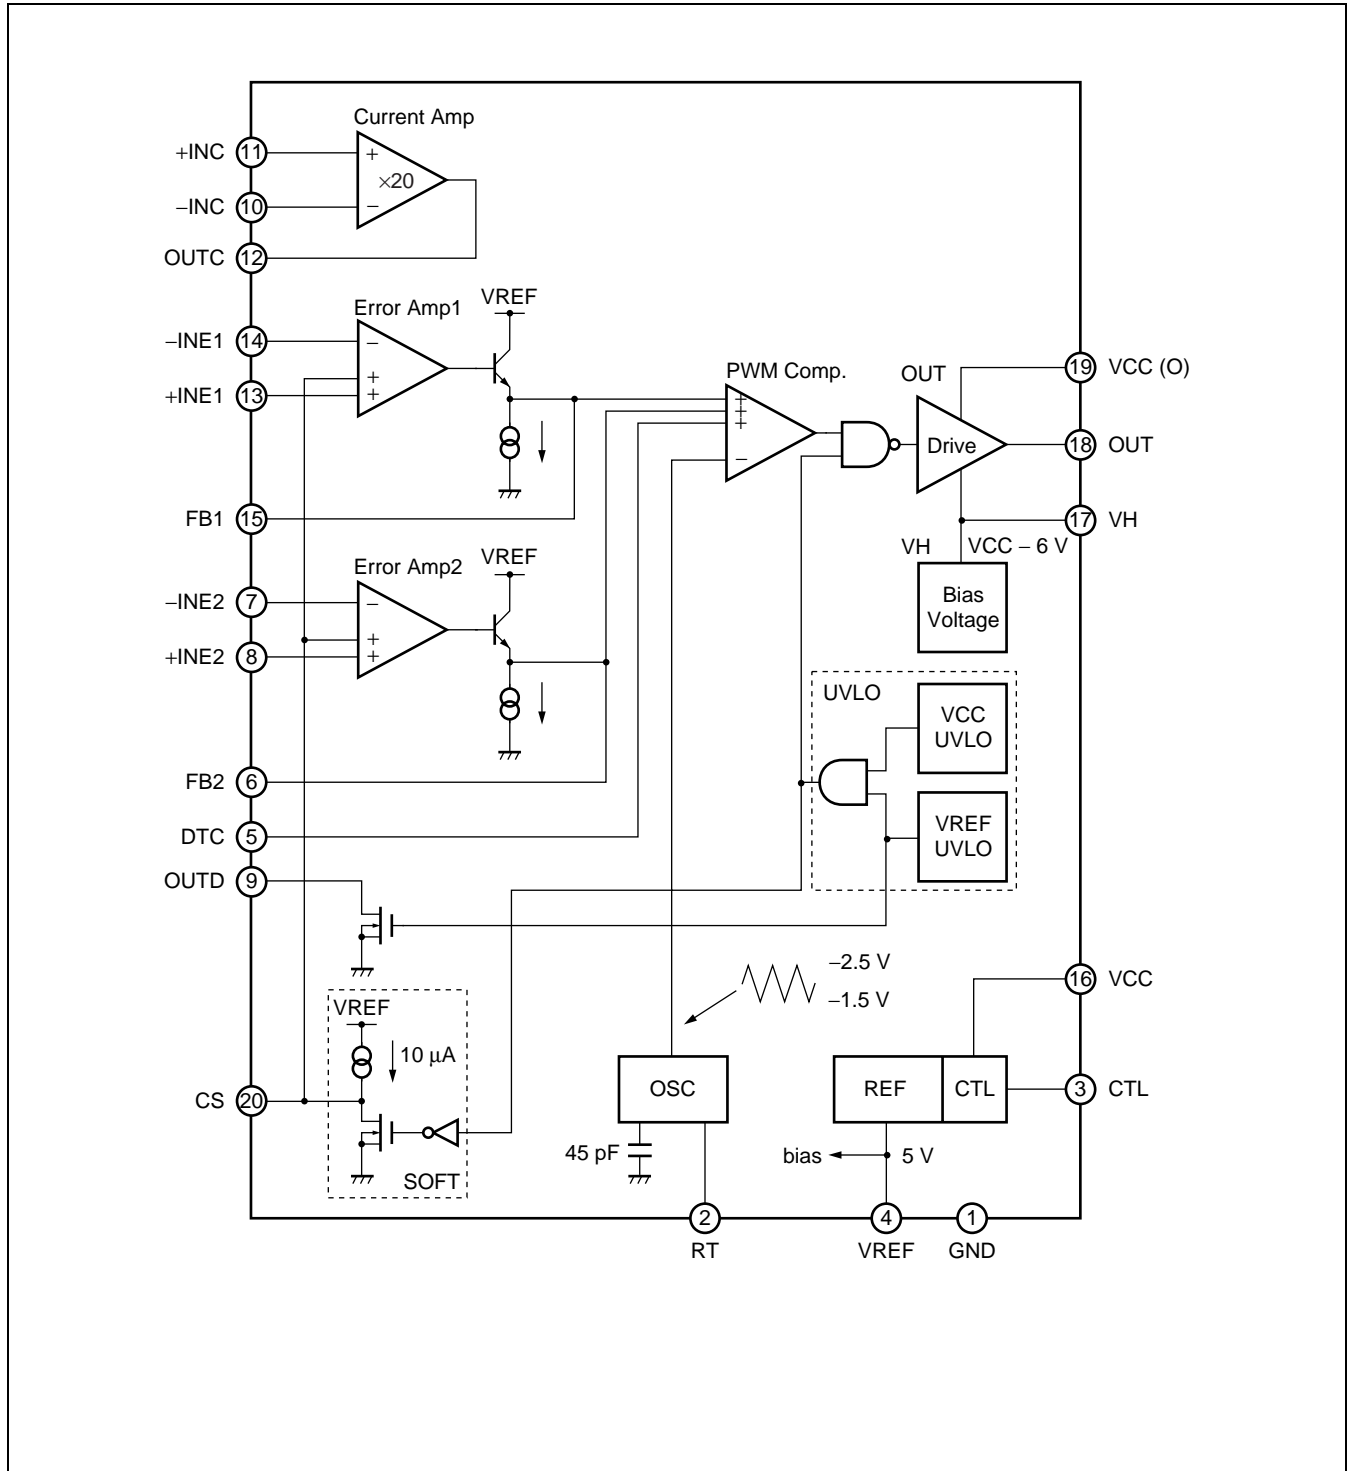 Current Amp
+INC 11
+
×20
−INC 10
−
OUTC 12
Error Amp1
VREF
−INE1 14
−
+
+INE1 13
+
PWM Comp.
+
+
+
−
OUT
Drive
19 VCC (O)
18 OUT
FB1 15
17 VH
VH
VCC − 6 V
Bias
Voltage
Error Amp2
VREF
−INE2 7
−
+
+INE2 8
+
UVLO
VCC
UVLO
FB2 6
VREF
UVLO
DTC 5
OUTD 9
−2.5 V
−1.5 V
16 VCC
VREF
10 µA
OSC
REF
CTL
3 CTL
CS 20
45 pF
bias
5 V
SOFT
2
4
1
RT
VREF
GND